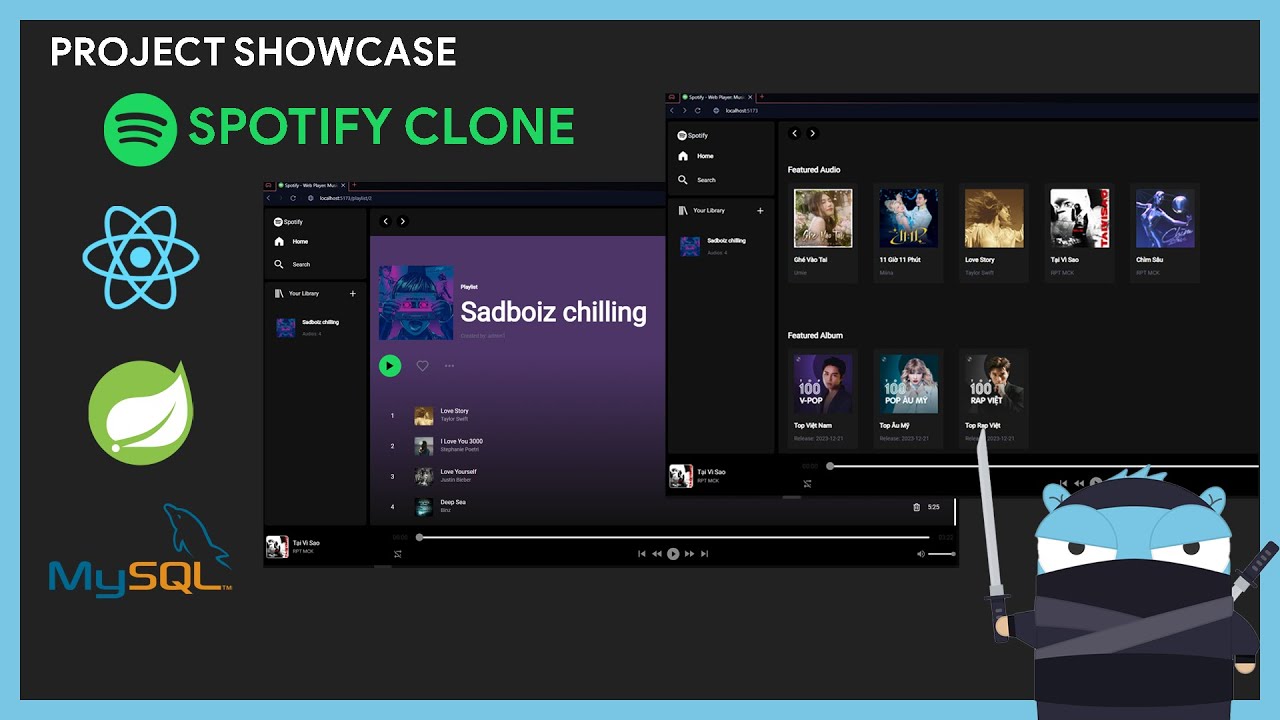 PROJECT SHOWCASE
SPOTIFY CLONE
MySQL™
Spotify - Web Player: Music
localhost:5173/playlist/2
Spotify
Home
Search
Your Library
Sadboiz chilling
Audios: 4
Playlist
Sadboiz chilling
Created by: admin1
1
Love Story
Taylor Swift
2
I Love You 3000
Stephanie Poetri
3
Love Yourself
Justin Bieber
4
Deep Sea
Binz
5:25
Tại Vì Sao
RPT MCK
00:00
03:22
Spotify - Web Player: Music
localhost:5173
Spotify
Home
Search
Your Library
Sadboiz chilling
Audios: 4
Featured Audio
Ghé Vào Tai
Umie
11 Giờ 11 Phút
Miina
Love Story
Taylor Swift
Tại Vì Sao
RPT MCK
Chìm Sâu
RPT MCK
Featured Album
TOP
100
V-POP
Top Việt Nam
Release: 2023-12-21
TOP
100
POP ÂU MỸ
Top Âu Mỹ
Release: 2023-12-21
TOP
100
RAP VIỆT
Top Rap Việt
Release: 2023-12-21
Tại Vì Sao
RPT MCK
00:00